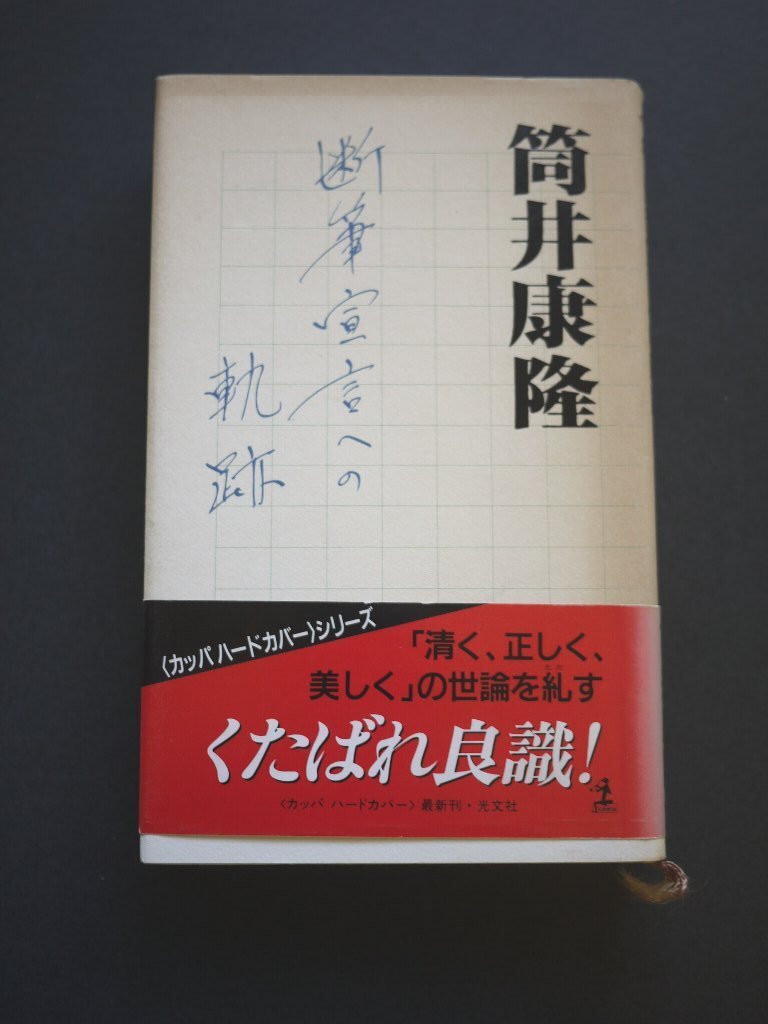 筒井康隆
断筆宣言への
軌跡
〈カッパ ハードカバー〉シリーズ
「清く、正しく、
美しく」の世論を糾す
ただ
くたばれ良識!
〈カッパ ハードカバー〉最新刊・光文社